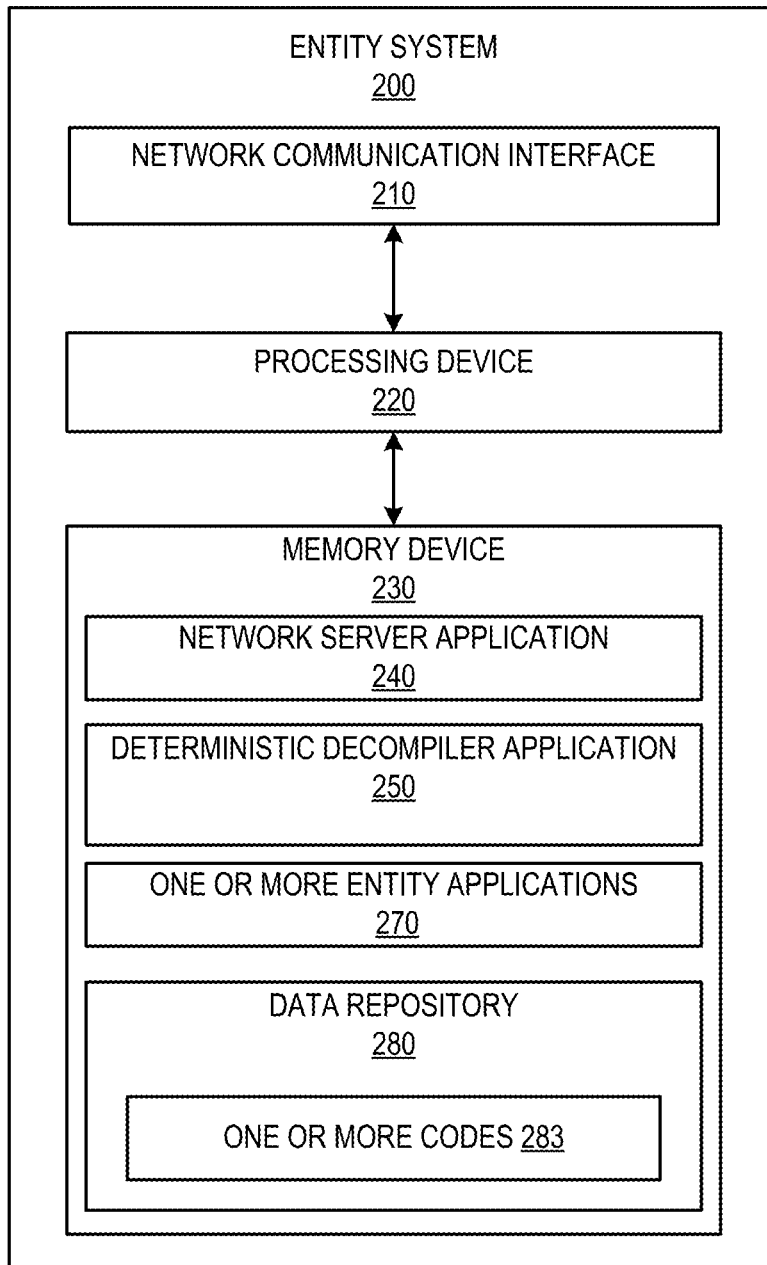 ENTITY SYSTEM
200
NETWORK COMMUNICATION INTERFACE
210
PROCESSING DEVICE
220
MEMORY DEVICE
230
NETWORK SERVER APPLICATION
240
DETERMINISTIC DECOMPILER APPLICATION
250
ONE OR MORE ENTITY APPLICATIONS
270
DATA REPOSITORY
280
ONE OR MORE CODES 283